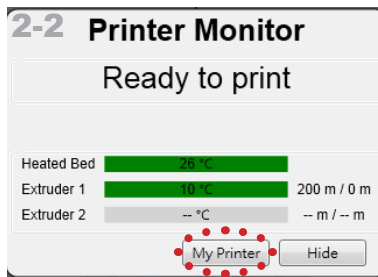 2-2 Printer Monitor
Ready to print
Heated Bed 26 °C
Extruder 1 10 °C 200 m / 0 m
Extruder 2 -- °C -- m / -- m
My Printer Hide